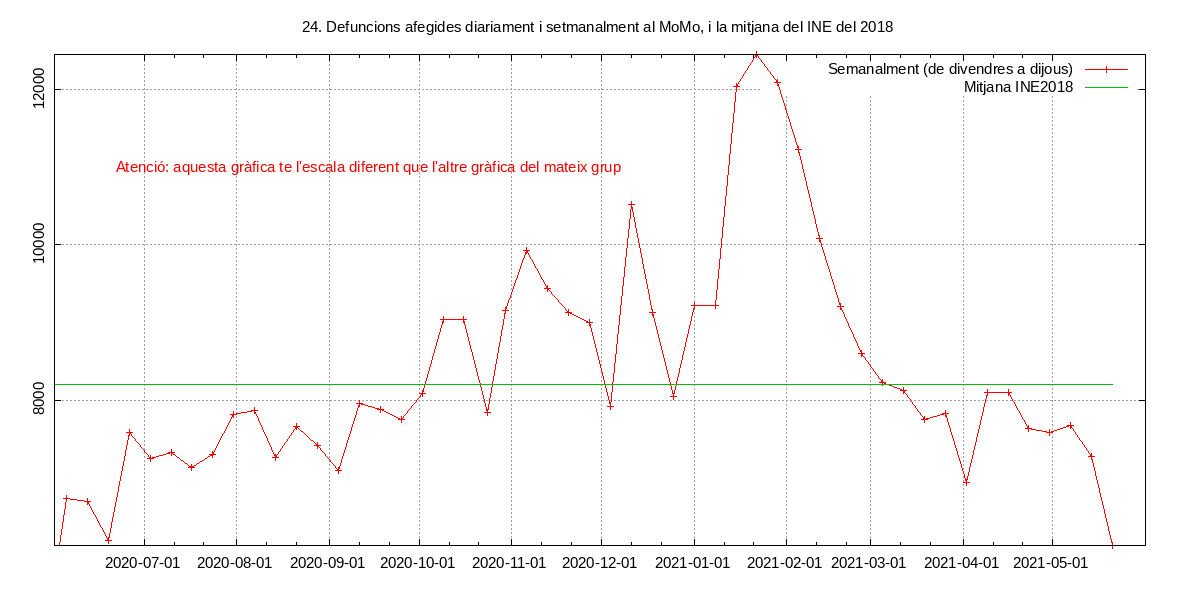 24. Defuncions afegides diariament i setmanalment al MoMo, i la mitjana del INE del 2018
Semanalment (de divendres a dijous)
Mitjana INE2018
Atenció: aquesta gràfica te l'escala diferent que l'altre gràfica del mateix grup
12000
10000
8000
2020-07-01 2020-08-01 2020-09-01 2020-10-01 2020-11-01 2020-12-01 2021-01-01 2021-02-01 2021-03-01 2021-04-01 2021-05-01